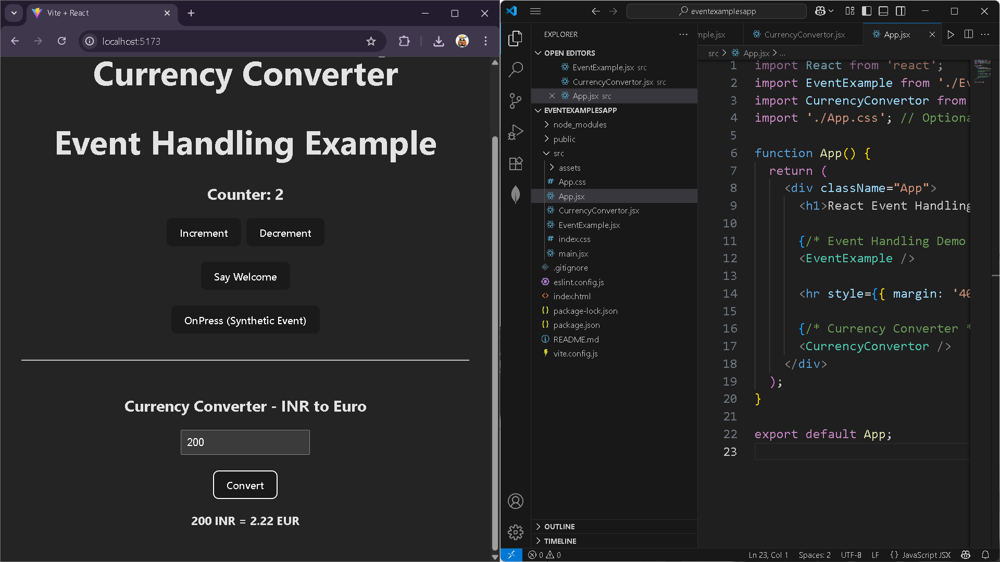 Vite + React
localhost:5173
Currency Converter
Event Handling Example
Counter: 2
Increment
Decrement
Say Welcome
OnPress (Synthetic Event)
Currency Converter - INR to Euro
200
Convert
200 INR = 2.22 EUR
eventexamplesapp
EXPLORER
OPEN EDITORS
EventExample.jsx src
CurrencyConvertor.jsx src
App.jsx src
EVENTEXAMPLESAPP
node_modules
public
src
assets
App.css
App.jsx
CurrencyConvertor.jsx
EventExample.jsx
index.css
main.jsx
.gitignore
eslint.config.js
index.html
package-lock.json
package.json
README.md
vite.config.js
OUTLINE
TIMELINE
mple.jsx
CurrencyConvertor.jsx
App.jsx
src > App.jsx > ...
1 import React from 'react';
2 import EventExample from './Ev
3 import CurrencyConvertor from
4 import './App.css'; // Optiona
5
6 function App() {
7 return (
8 <div className="App">
9 <h1>React Event Handling
10
11 {/* Event Handling Demo
12 <EventExample />
13
14 <hr style={{ margin: '40
15
16 {/* Currency Converter *
17 <CurrencyConvertor />
18 </div>
19 );
20 }
21
22 export default App;
23
0 0
Ln 23, Col 1
Spaces: 2
UTF-8
LF
{} JavaScript JSX